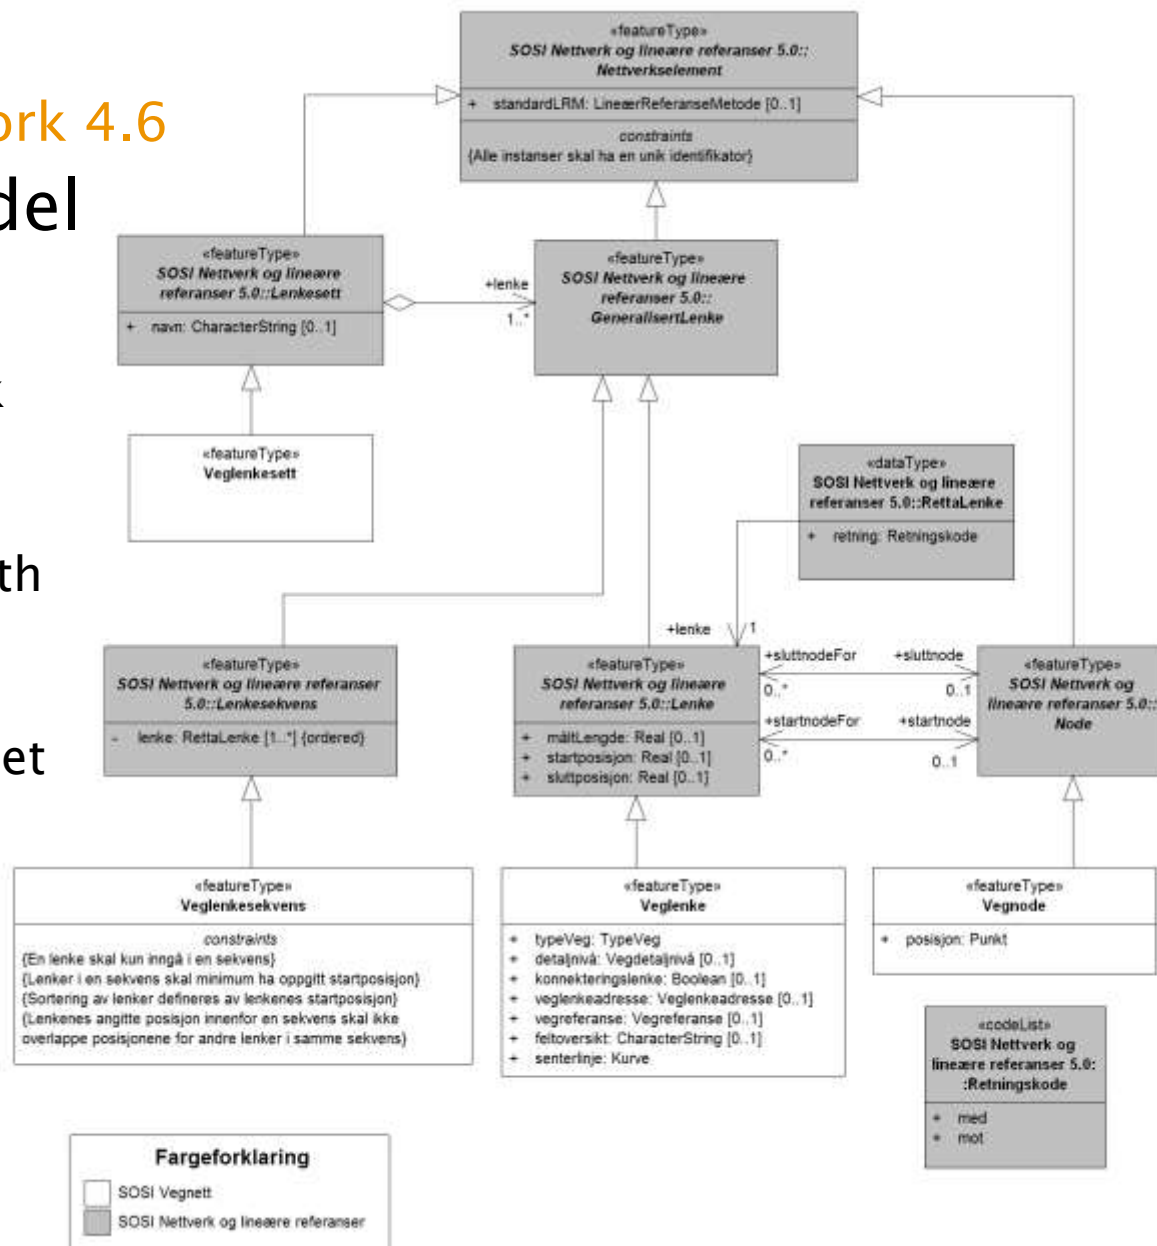 ork 4.6
del
k
th
et
«featureType»
SOSI Nettverk og lineære referanser 5.0::
Nettverkselement
+ standardLRM: LineærReferanseMetode [0..1]
constraints
{Alle instanser skal ha en unik identifikator}
«featureType»
SOSI Nettverk og lineære
referanser 5.0::Lenkesett
+ navn: CharacterString [0..1]
+lenke
1..*
«featureType»
SOSI Nettverk og lineære
referanser 5.0::
GeneralisertLenke
«featureType»
Veglenkesett
«dataType»
SOSI Nettverk og lineære
referanser 5.0::RettaLenke
+ retning: Retningskode
+lenke
1
«featureType»
SOSI Nettverk og lineære referanser
5.0::Lenkesekvens
- lenke: RettaLenke [1..*] {ordered}
«featureType»
SOSI Nettverk og lineære
referanser 5.0::Lenke
+ måltLengde: Real [0..1]
+ startposisjon: Real [0..1]
+ sluttposisjon: Real [0..1]
+sluttnodeFor +sluttnode
0..* 0..1
+startnodeFor +startnode
0..* 0..1
«featureType»
SOSI Nettverk og
lineære referanser 5.0::
Node
«featureType»
Veglenkesekvens
constraints
{En lenke skal kun inngå i en sekvens}
{Lenker i en sekvens skal minimum ha oppgitt startposisjon}
{Sortering av lenker defineres av lenkenes startposisjon}
{Lenkenes angitte posisjon innenfor en sekvens skal ikke
overlappe posisjonene for andre lenker i samme sekvens}
«featureType»
Veglenke
+ typeVeg: TypeVeg
+ detaljnivå: Vegdetaljnivå [0..1]
+ konnekteringslenke: Boolean [0..1]
+ veglenkeadresse: Veglenkeadresse [0..1]
+ vegreferanse: Vegreferanse [0..1]
+ feltoversikt: CharacterString [0..1]
+ senterlinje: Kurve
«featureType»
Vegnode
+ posisjon: Punkt
«codeList»
SOSI Nettverk og
lineære referanser 5.0:
:Retningskode
+ med
+ mot
Fargeforklaring
SOSI Vegnett
SOSI Nettverk og lineære referanser